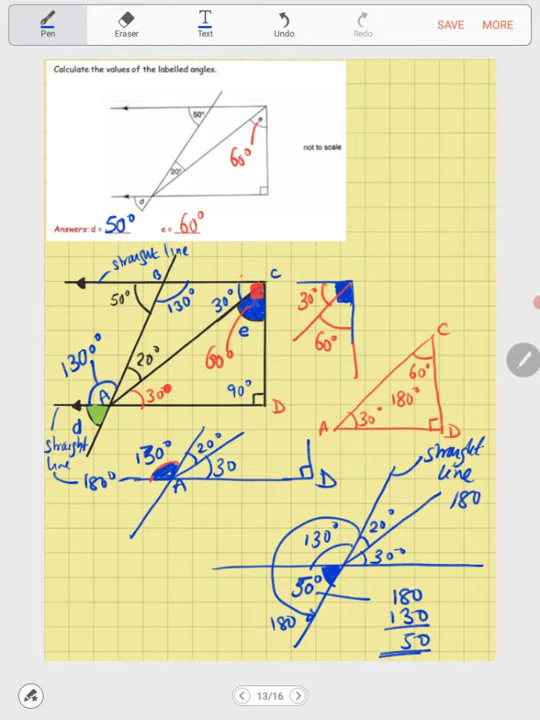 Pen
Eraser
Text
Undo
Redo
SAVE
MORE
Calculate the values of the labelled angles.
50°
e
60°
not to scale
20°
d
Answers: d = 50° e = 60°
straight line
B
C
50°
130°
30°
30°
60°
e
130°
20°
60°
60°
C
A
30°
90°
180°
D
A
30°
D
d
straight
line
180°
130°
20°
30
A
D
straight
line
180
20°
130°
30°
50°
180
180
130
50
13/16